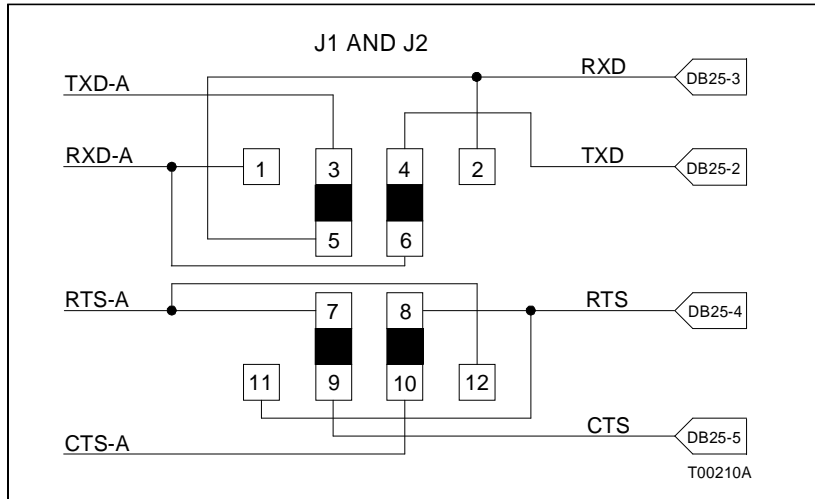 J1 AND J2
TXD-A
RXD
DB25-3
RXD-A
1
3
4
2
TXD
DB25-2
5
6
RTS-A
7
8
RTS
DB25-4
11
9
10
12
CTS-A
CTS
DB25-5
T00210A